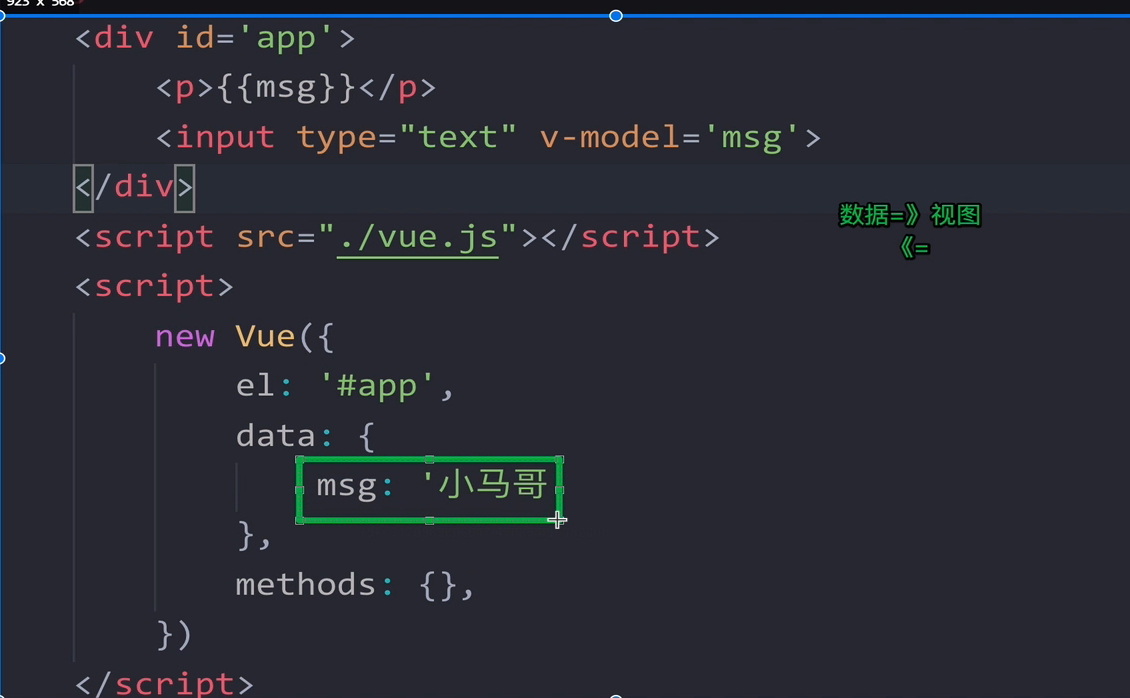 923 x 568
<div id='app'>
<p>{{msg}}</p>
<input type="text" v-model='msg'>
</div>
数据=》视图
<script src="./vue.js"></script>
《=
<script>
new Vue({
el: '#app',
data: {
msg: '小马哥
},
methods: {},
})
</script>